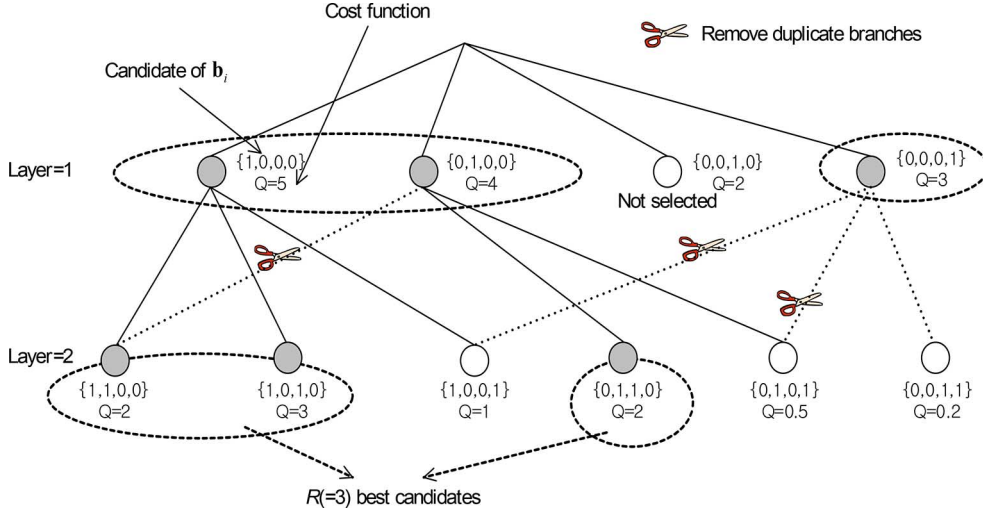 Cost function
Remove duplicate branches
Candidate of b_i
Layer=1
{1,0,0,0}
Q=5
{0,1,0,0}
Q=4
{0,0,1,0}
Q=2
Not selected
{0,0,0,1}
Q=3
Layer=2
{1,1,0,0}
Q=2
{1,0,1,0}
Q=3
{1,0,0,1}
Q=1
{0,1,1,0}
Q=2
{0,1,0,1}
Q=0.5
{0,0,1,1}
Q=0.2
R(=3) best candidates